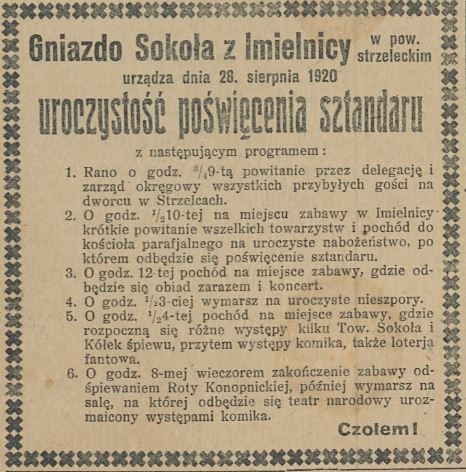 Gniazdo Sokoła z Imielnicy w pow. strzeleckim
urządza dnia 28. sierpnia 1920
uroczystość poświęcenia sztandaru
z następującym programem:
1. Rano o godz. ¾9-tą powitanie przez delegację i
zarząd okręgowy wszystkich przybyłych gości na
dworcu w Strzelcach.
2. O godz. ½10-tej na miejscu zabawy w Imielnicy
krótkie powitanie wszelkich towarzystw i pochód do
kościoła parafjalnego na uroczyste nabożeństwo, po
którem odbędzie się poświęcenie sztandaru.
3. O godz. 12-tej pochód na miejsce zabawy, gdzie od-
będzie się obiad zarazem i koncert.
4. O godz. ½3-ciej wymarsz na uroczyste nieszpory.
5. O godz. ½4-tej pochód na miejsce zabawy, gdzie
rozpoczną się różne występy kilku Tow. Sokoła i
Kółek śpiewu, przytem występy komika, także loterja
fantowa.
6. O godz. 8-mej wieczorem zakończenie zabawy od-
śpiewaniem Roty Konopnickiej, później wymarsz na
salę, na której odbędzie się teatr narodowy uroz-
maicony występami komika.
Czołem!